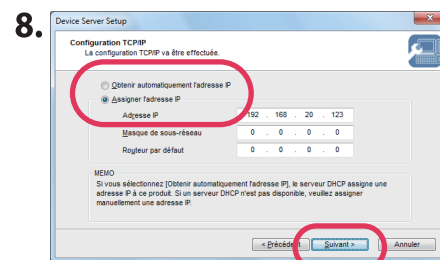 8.
Device Server Setup
Configuration TCP/IP
La configuration TCP/IP va être effectuée.
Obtenir automatiquement l'adresse IP
Assigner l'adresse IP
Adresse IP 192 . 168 . 20 . 123
Masque de sous-réseau 0 . 0 . 0 . 0
Routeur par défaut 0 . 0 . 0 . 0
MEMO
Si vous sélectionnez [Obtenir automatiquement l'adresse IP], le serveur DHCP assigne une
adresse IP à ce produit. Si un serveur DHCP n'est pas disponible, veuillez assigner
manuellement une adresse IP.
< Précédent Suivant > Annuler